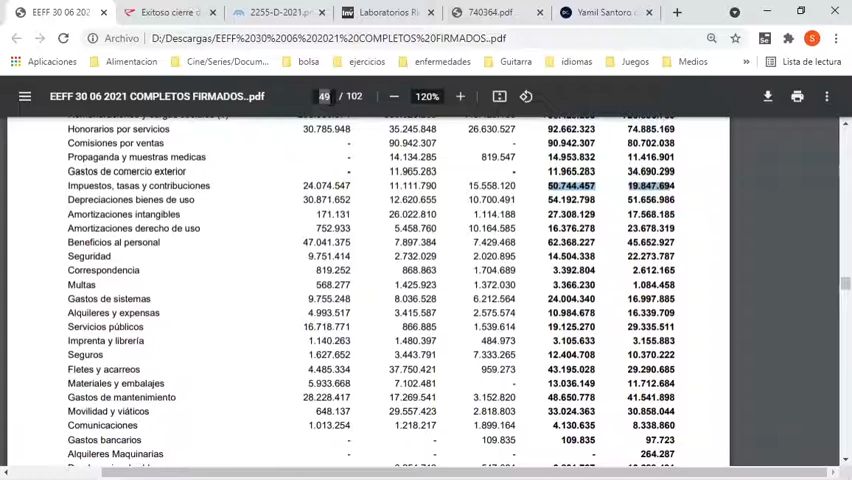 EEFF 30 06 202
Exitoso cierre d
2255-D-2021.p
Laboratorios Ri
740364.pdf
Yamil Santoro c
Archivo D:/Descargas/EEFF%2030%2006%202021%20COMPLETOS%20FIRMADOS..pdf
Aplicaciones Alimentacion Cine/Series/Docum... bolsa ejercicios enfermedades Guitarra idiomas Juegos Medios » Lista de lectura
EEFF 30 06 2021 COMPLETOS FIRMADOS..pdf 49 / 102 120%
Honorarios por servicios 30.785.948 35.245.848 26.630.527 92.662.323 74.885.169
Comisiones por ventas - 90.942.307 - 90.942.307 80.702.038
Propaganda y muestras medicas - 14.134.285 819.547 14.953.832 11.416.901
Gastos de comercio exterior - 11.965.283 - 11.965.283 34.690.299
Impuestos, tasas y contribuciones 24.074.547 11.111.790 15.558.120 50.744.457 19.847.694
Depreciaciones bienes de uso 30.871.652 12.620.655 10.700.491 54.192.798 51.656.986
Amortizaciones intangibles 171.131 26.022.810 1.114.188 27.308.129 17.568.185
Amortizaciones derecho de uso 752.933 5.458.760 10.164.585 16.376.278 23.678.319
Beneficios al personal 47.041.375 7.897.384 7.429.468 62.368.227 45.652.927
Seguridad 9.751.414 2.732.029 2.020.895 14.504.338 22.273.787
Correspondencia 819.252 868.863 1.704.689 3.392.804 2.612.165
Multas 568.277 1.425.923 1.372.030 3.366.230 1.084.458
Gastos de sistemas 9.755.248 8.036.528 6.212.564 24.004.340 16.997.885
Alquileres y expensas 4.993.517 3.415.587 2.575.574 10.984.678 16.339.709
Servicios públicos 16.718.771 866.885 1.539.614 19.125.270 29.335.511
Imprenta y librería 1.140.263 1.480.397 484.973 3.105.633 3.155.883
Seguros 1.627.652 3.443.791 7.333.265 12.404.708 10.370.222
Fletes y acarreos 4.485.334 37.750.421 959.273 43.195.028 29.290.685
Materiales y embalajes 5.933.668 7.102.481 - 13.036.149 11.712.684
Gastos de mantenimiento 28.228.417 17.269.541 3.152.820 48.650.778 41.541.898
Movilidad y viáticos 648.137 29.557.423 2.818.803 33.024.363 30.858.044
Comunicaciones 1.013.254 1.218.217 1.899.164 4.130.635 8.338.860
Gastos bancarios - - 109.835 109.835 97.723
Alquileres Maquinarias - - - - 264.287